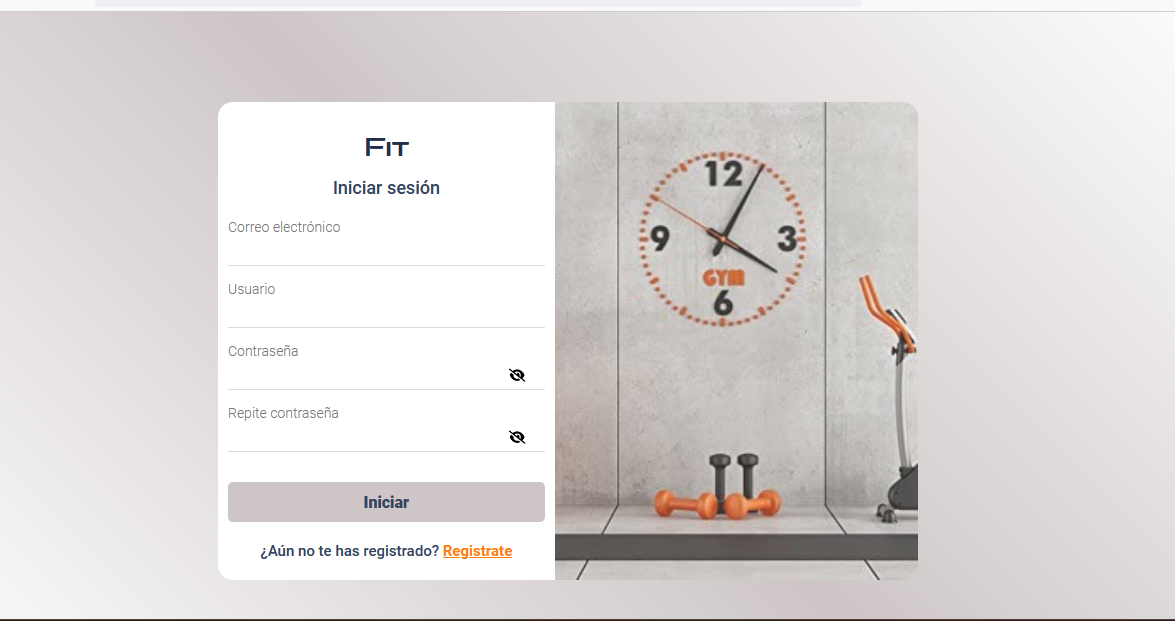 Fit
Iniciar sesión
Correo electrónico
Usuario
Contraseña
Repite contraseña
Iniciar
¿Aún no te has registrado? Registrate
12
9 3
GYM
6